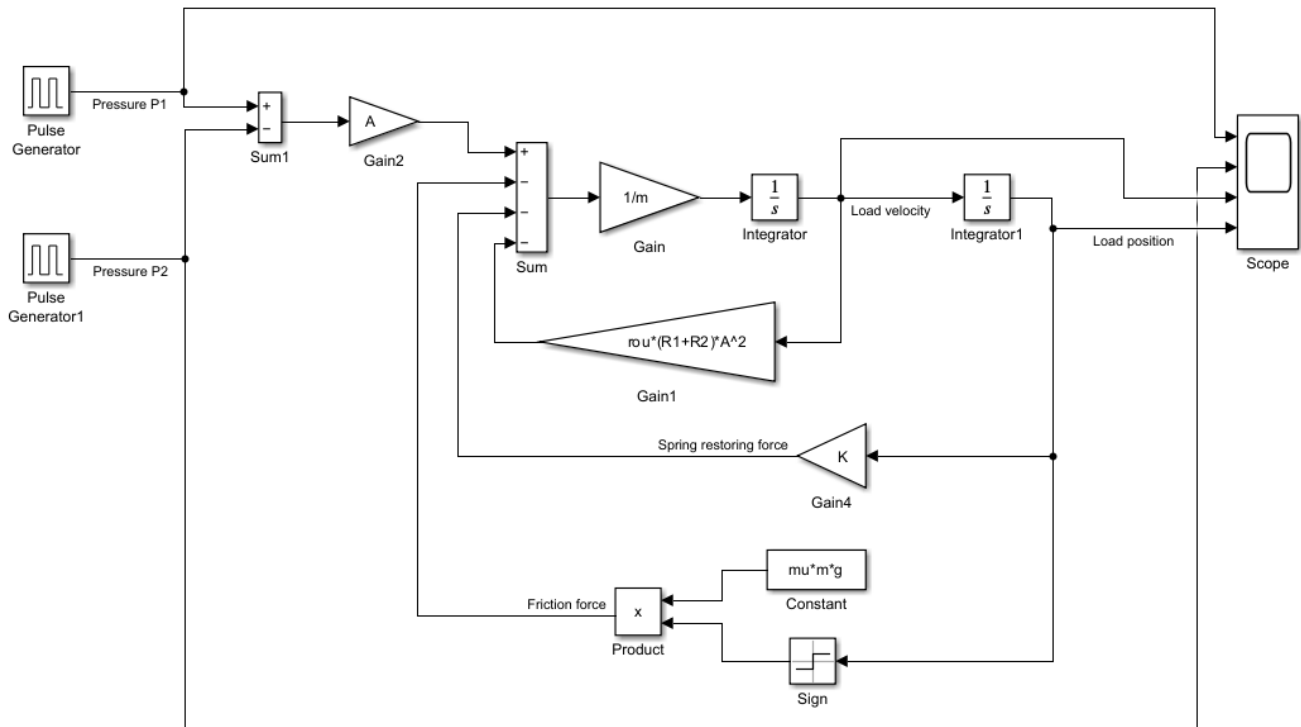 Pressure P1
Pulse
Generator
+
−
Sum1
A
Gain2
+
−
−
−
Sum
1/m
Gain
1
s
Integrator
Load velocity
1
s
Integrator1
Load position
Scope
Pressure P2
Pulse
Generator1
rou*(R1+R2)*A^2
Gain1
Spring restoring force
K
Gain4
mu*m*g
Constant
Friction force
x
Product
Sign